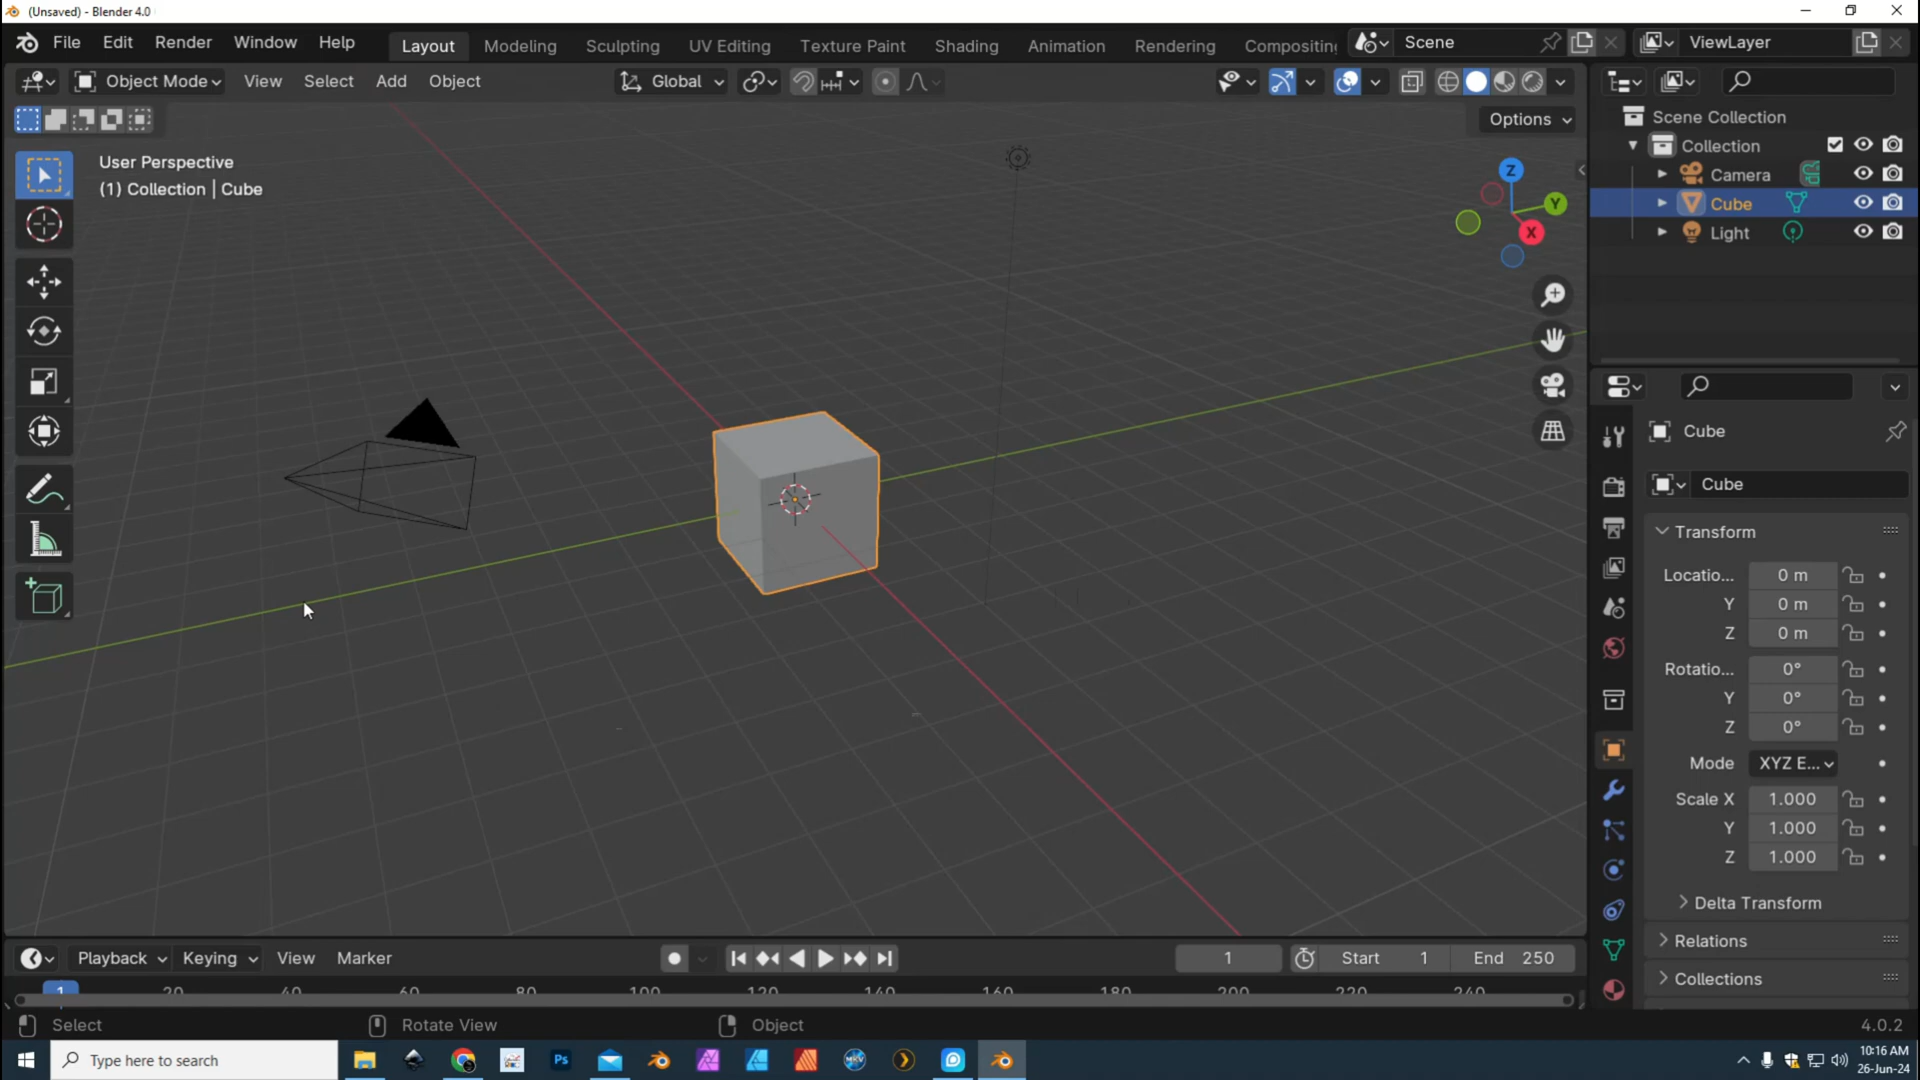 (Unsaved) - Blender 4.0
File Edit Render Window Help Layout Modeling Sculpting UV Editing Texture Paint Shading Animation Rendering Compositing Scene ViewLayer
Object Mode View Select Add Object Global
Options
User Perspective
(1) Collection | Cube
Z
Y
X
Scene Collection
Collection
Camera
Cube
Light
Cube
Cube
Transform
Locatio... 0 m
Y 0 m
Z 0 m
Rotatio... 0°
Y 0°
Z 0°
Mode XYZ E...
Scale X 1.000
Y 1.000
Z 1.000
Delta Transform
Relations
Collections
Playback Keying View Marker 1 Start 1 End 250
1 20 40 60 80 100 120 140 160 180 200 220 240
Select Rotate View Object 4.0.2
Type here to search Ps MKV 10:16 AM
26-Jun-24